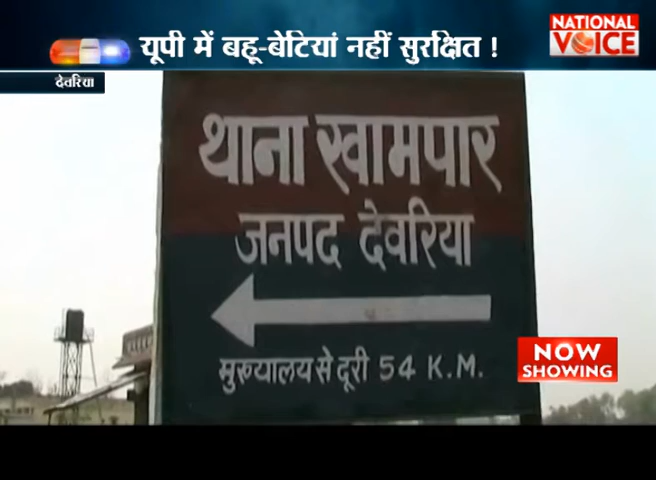 यूपी में बहू-बेटियां नहीं सुरक्षित !
NATIONAL
VOICE
देवरिया
थाना खामपार
जनपद देवरिया
मुख्यालय से दूरी 54 K.M.
NOW
SHOWING